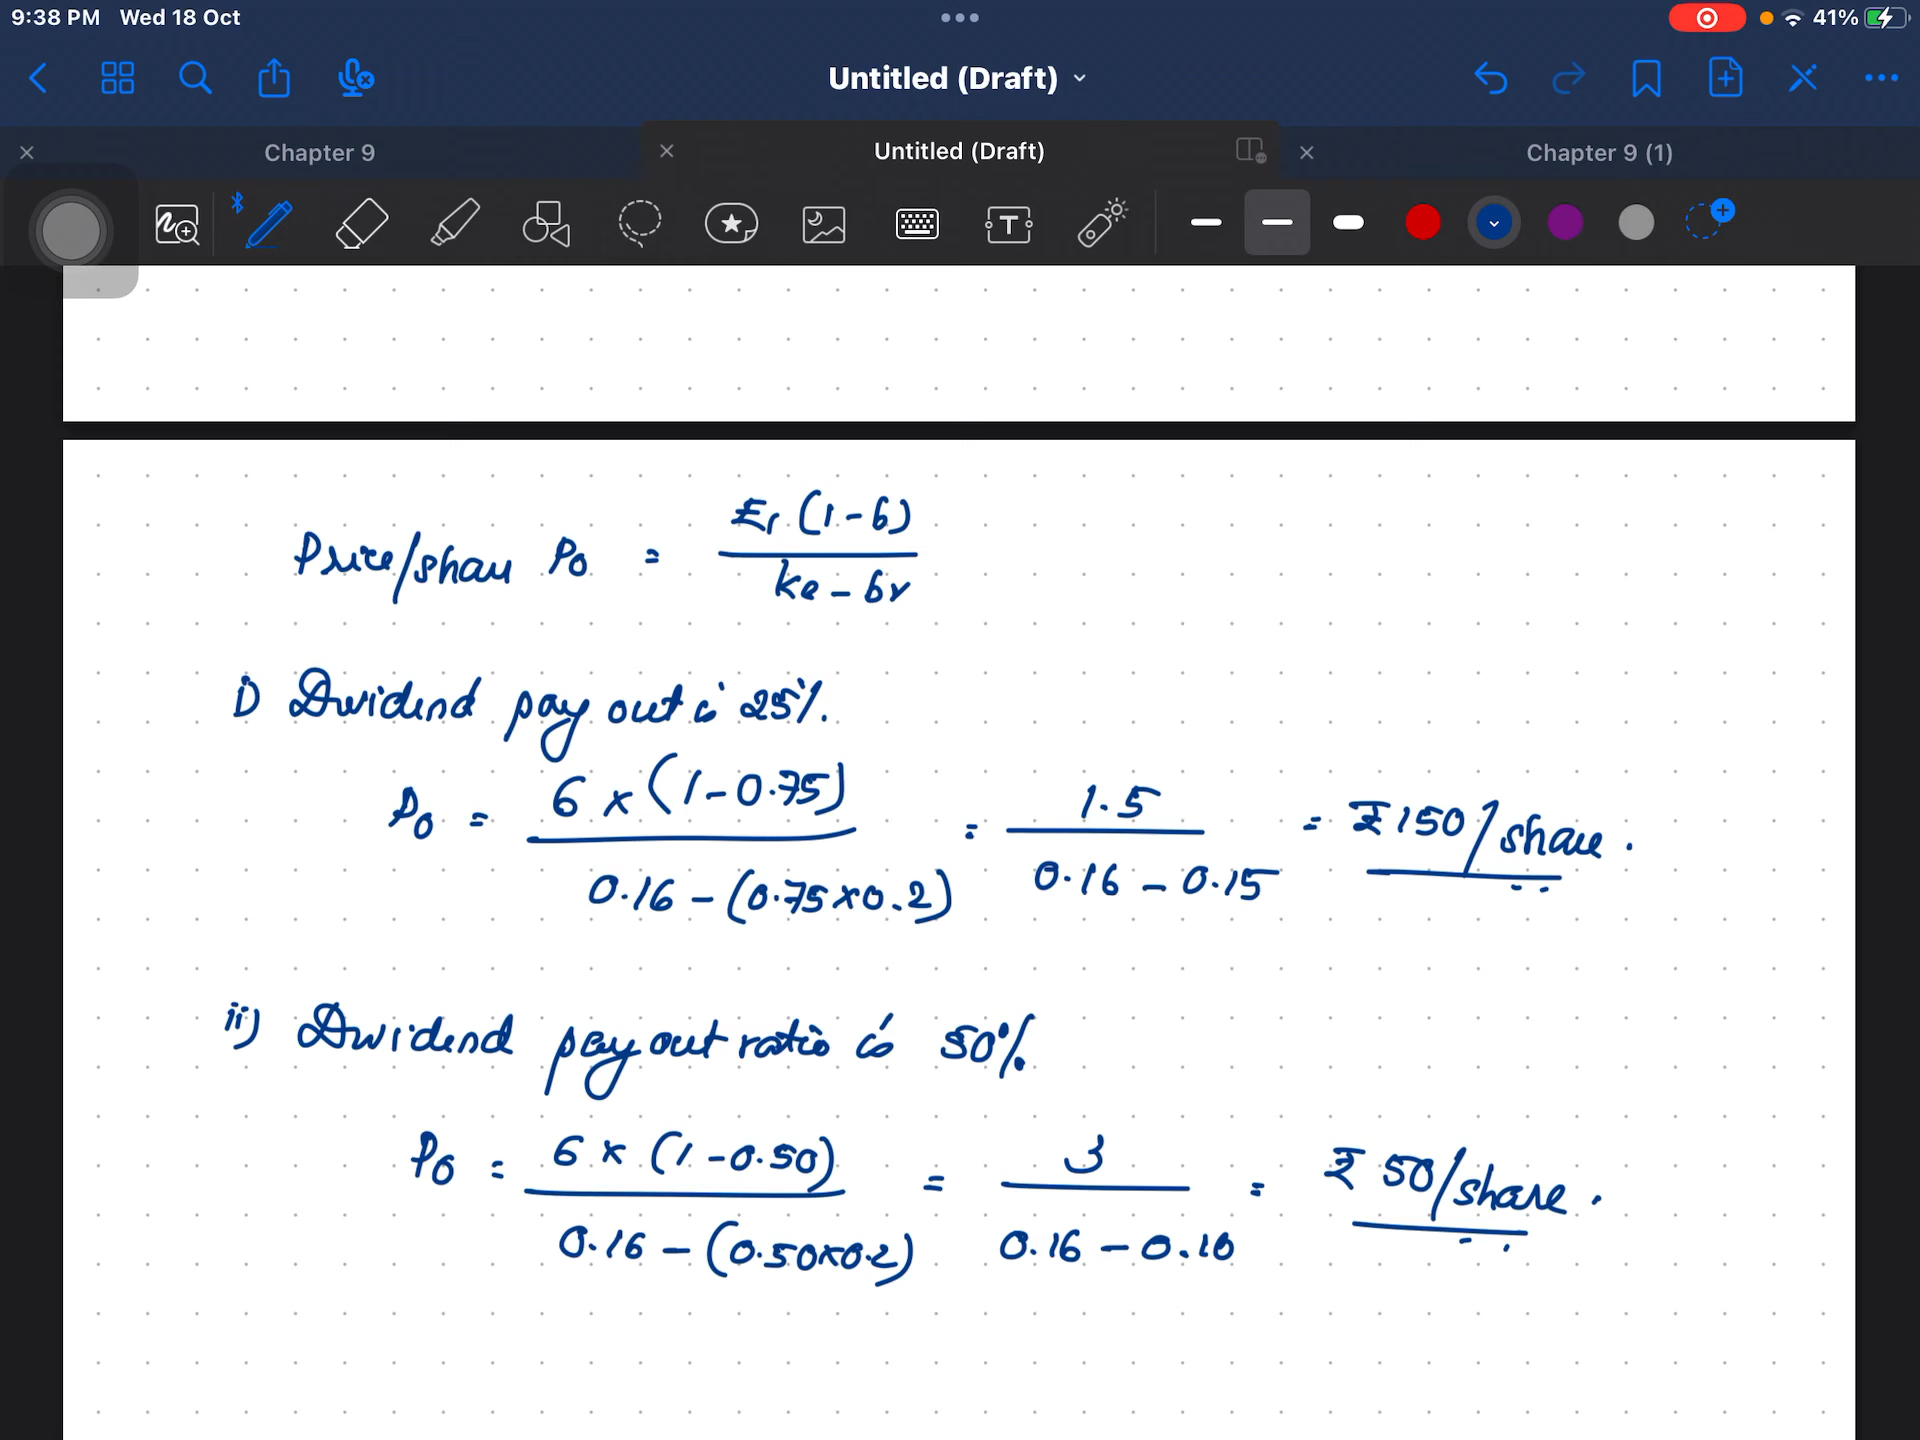 9:38 PM Wed 18 Oct
41%
Untitled (Draft)
Chapter 9
Untitled (Draft)
Chapter 9 (1)
T
Price/share P0 = E1 (1-b)
ke - br
i) Dividend pay out is 25%.
P0 = 6 x (1-0.75) = 1.5 = ₹150/share.
0.16 - (0.75x0.2) 0.16 - 0.15
ii) Dividend pay out ratio is 50%
P0 = 6 x (1-0.50) = 3 = ₹ 50/share.
0.16 - (0.50x0.2) 0.16 - 0.10